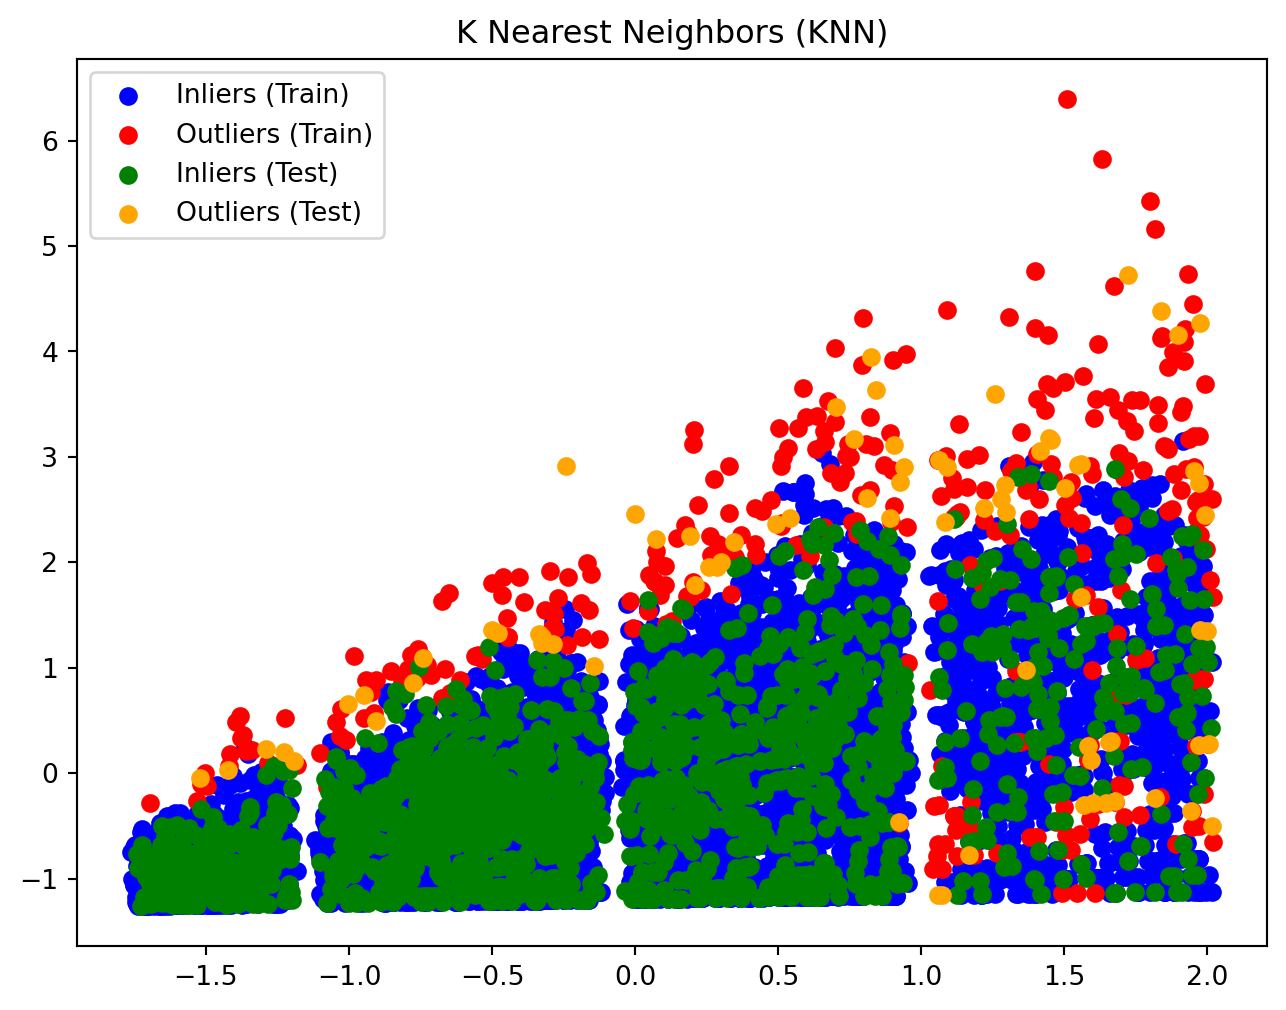 K Nearest Neighbors (KNN)
Inliers (Train)
Outliers (Train)
Inliers (Test)
Outliers (Test)
6
5
4
3
2
1
0
−1
−1.5 −1.0 −0.5 0.0 0.5 1.0 1.5 2.0